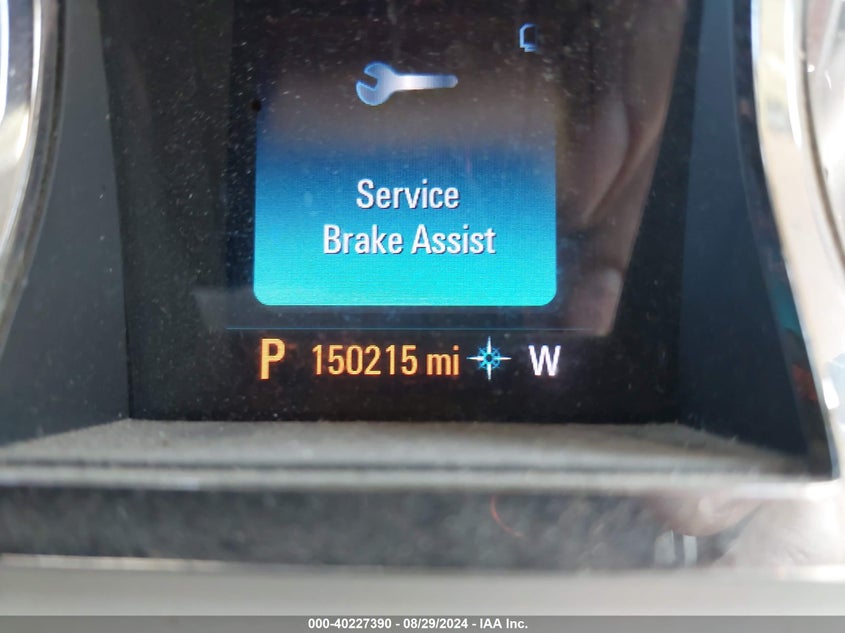 Service
Brake Assist
P 150215 mi W
000-40227390 - 08/29/2024 - IAA Inc.